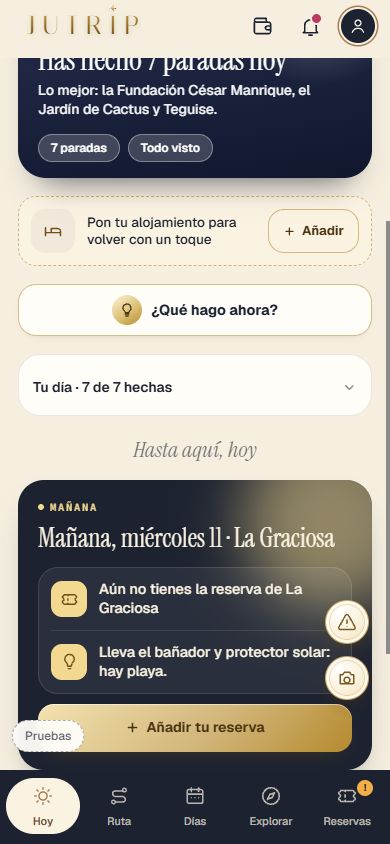 JUTRIP
Has hecho 7 paradas hoy
Lo mejor: la Fundación César Manrique, el
Jardín de Cactus y Teguise.
7 paradas
Todo visto
Pon tu alojamiento para
volver con un toque
+ Añadir
¿Qué hago ahora?
Tu día · 7 de 7 hechas
Hasta aquí, hoy
MAÑANA
Mañana, miércoles 11 · La Graciosa
Aún no tienes la reserva de La
Graciosa
Lleva el bañador y protector solar:
hay playa.
+ Añadir tu reserva
Pruebas
!
Hoy
Ruta
Días
Explorar
Reservas